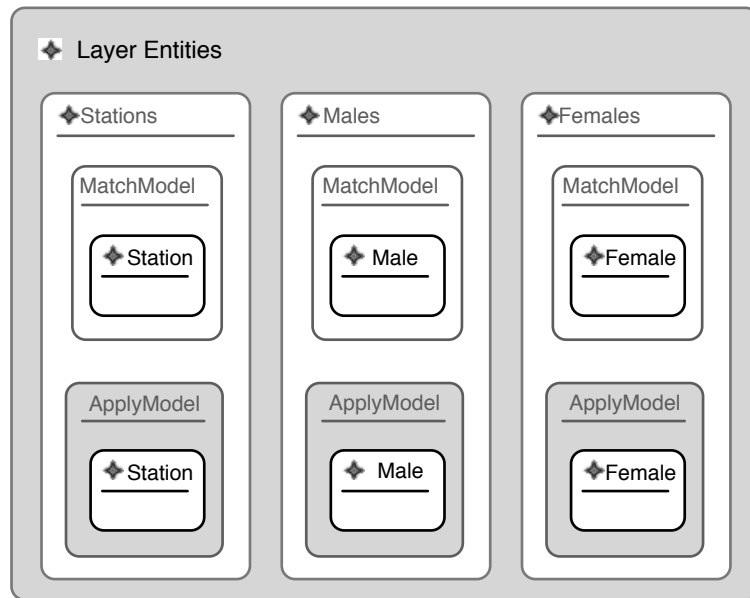 Layer Entities
Stations
MatchModel
Station
ApplyModel
Station
Males
MatchModel
Male
ApplyModel
Male
Females
MatchModel
Female
ApplyModel
Female